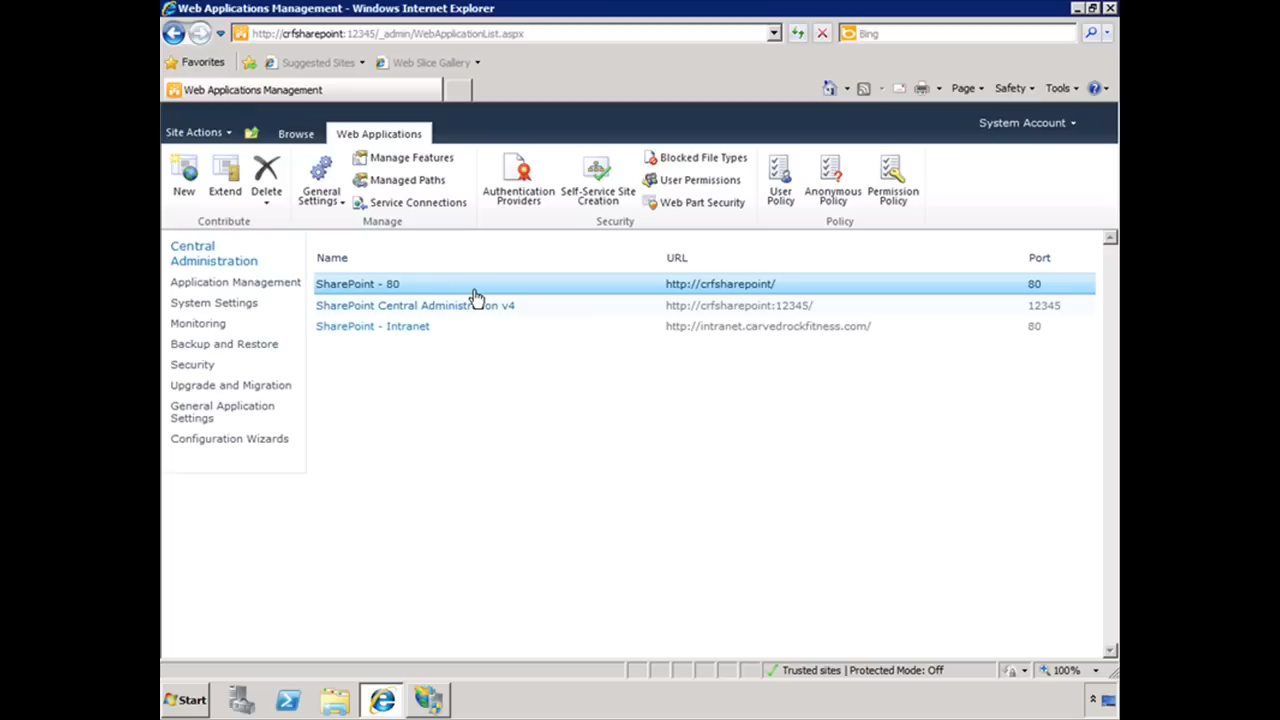 Web Applications Management - Windows Internet Explorer
http://crfsharepoint:12345/_admin/WebApplicationList.aspx
Bing
Favorites
Suggested Sites
Web Slice Gallery
Web Applications Management
Page
Safety
Tools
Site Actions
Browse
Web Applications
System Account
New
Extend
Delete
Contribute
General Settings
Manage Features
Managed Paths
Service Connections
Manage
Authentication Providers
Self-Service Site Creation
Blocked File Types
User Permissions
Web Part Security
Security
User Policy
Anonymous Policy
Permission Policy
Policy
Central Administration
Application Management
System Settings
Monitoring
Backup and Restore
Security
Upgrade and Migration
General Application Settings
Configuration Wizards
Name URL Port
SharePoint - 80 http://crfsharepoint/ 80
SharePoint Central Administration v4 http://crfsharepoint:12345/ 12345
SharePoint - Intranet http://intranet.carvedrockfitness.com/ 80
Trusted sites | Protected Mode: Off
100%
Start